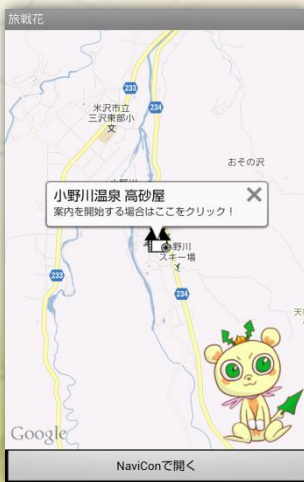 旅戦花
233
234
米沢市立
三沢東部小
文
おその沢
小野川温泉 高砂屋
案内を開始する場合はここをクリック！
野川
スキー場
233
234
Google
NaviConで開く